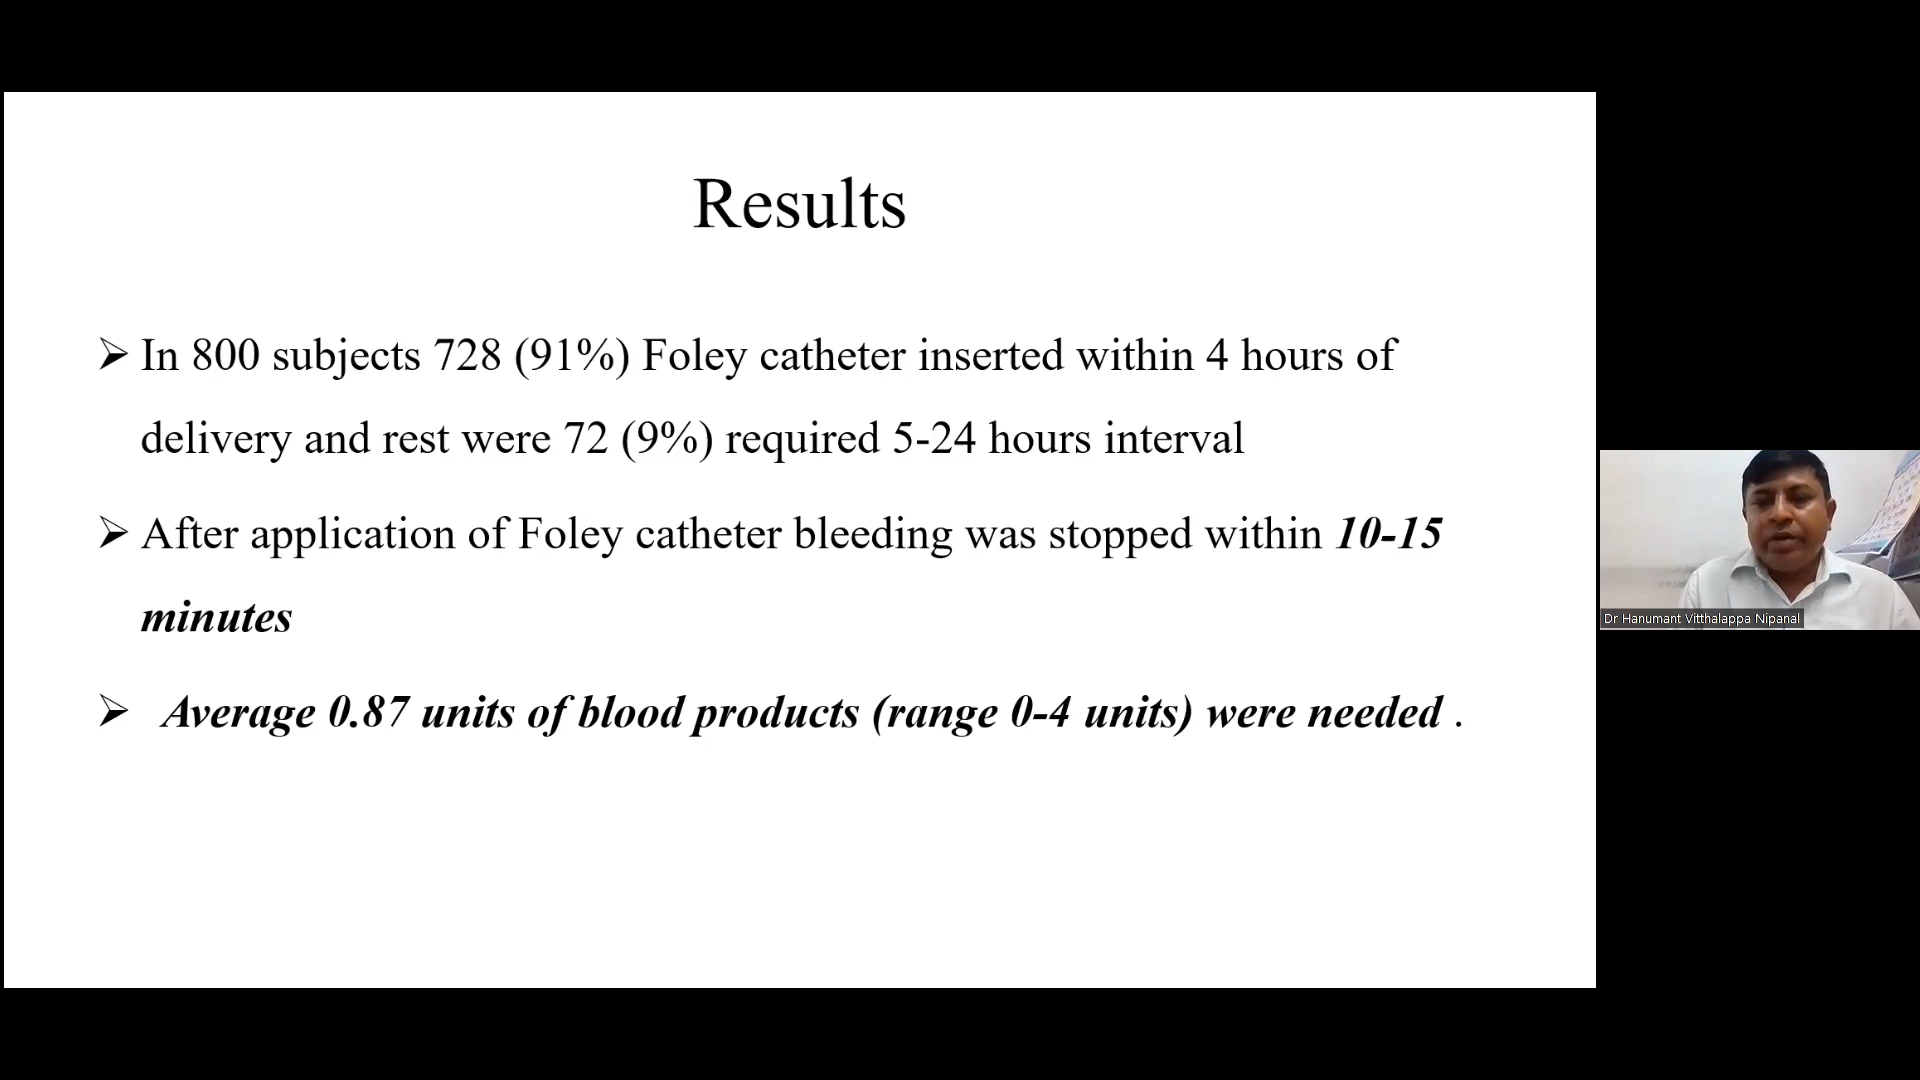 Results
➢ In 800 subjects 728 (91%) Foley catheter inserted within 4 hours of
delivery and rest were 72 (9%) required 5-24 hours interval
➢ After application of Foley catheter bleeding was stopped within 10-15
minutes
➢ Average 0.87 units of blood products (range 0-4 units) were needed .
Dr Hanumant Vitthalappa Nipanal